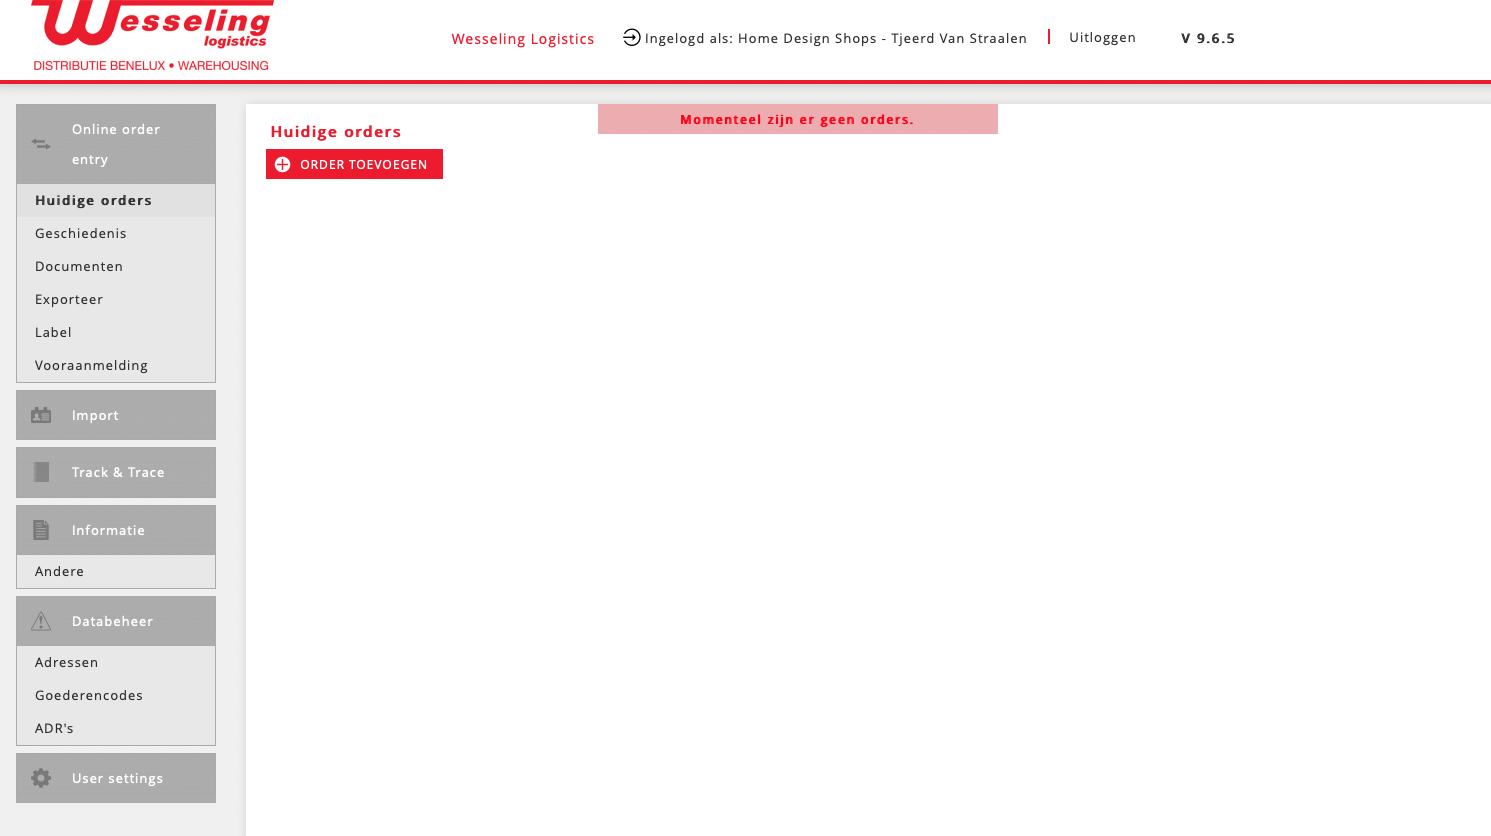 Wesseling
logistics
DISTRIBUTIE BENELUX • WAREHOUSING
Wesseling Logistics
Ingelogd als: Home Design Shops - Tjeerd Van Straalen
Uitloggen
V 9.6.5
Online order
entry
Huidige orders
Geschiedenis
Documenten
Exporteer
Label
Vooraanmelding
Import
Track & Trace
Informatie
Andere
Databeheer
Adressen
Goederencodes
ADR's
User settings
Huidige orders
Momenteel zijn er geen orders.
ORDER TOEVOEGEN